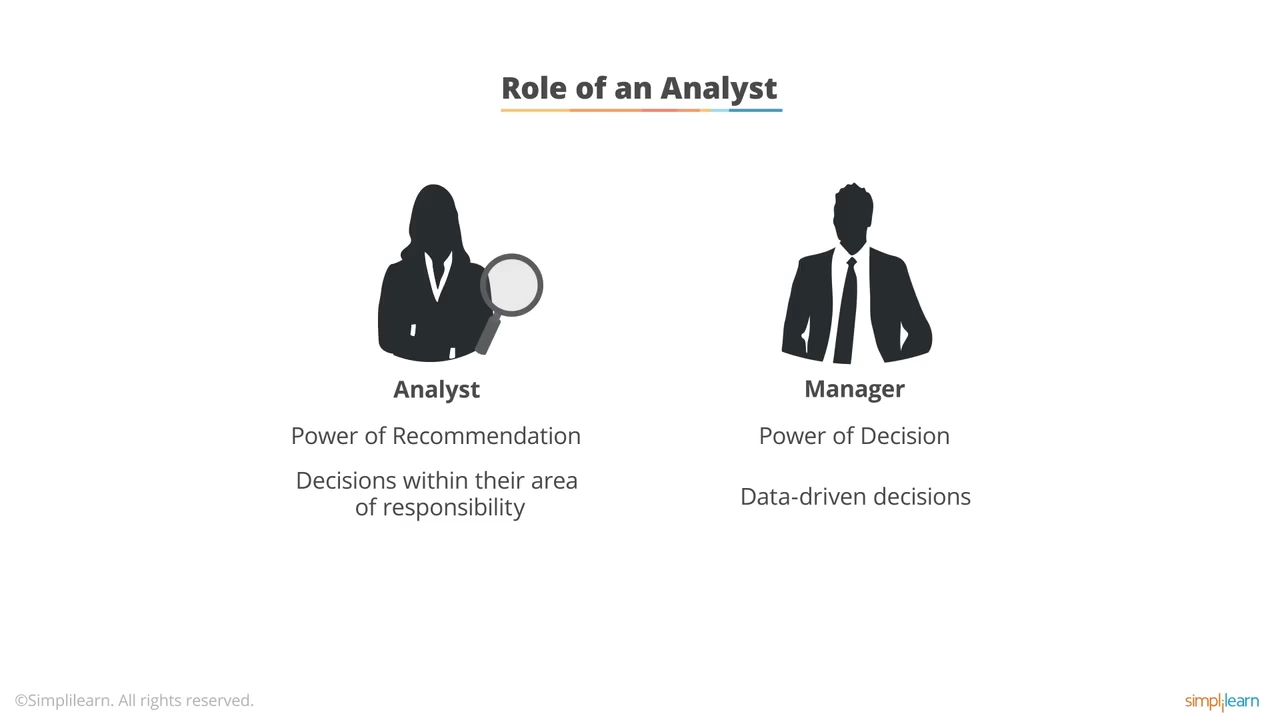 Role of an Analyst
Analyst
Power of Recommendation
Decisions within their area
of responsibility
Manager
Power of Decision
Data-driven decisions
©Simplilearn. All rights reserved.
simplilearn